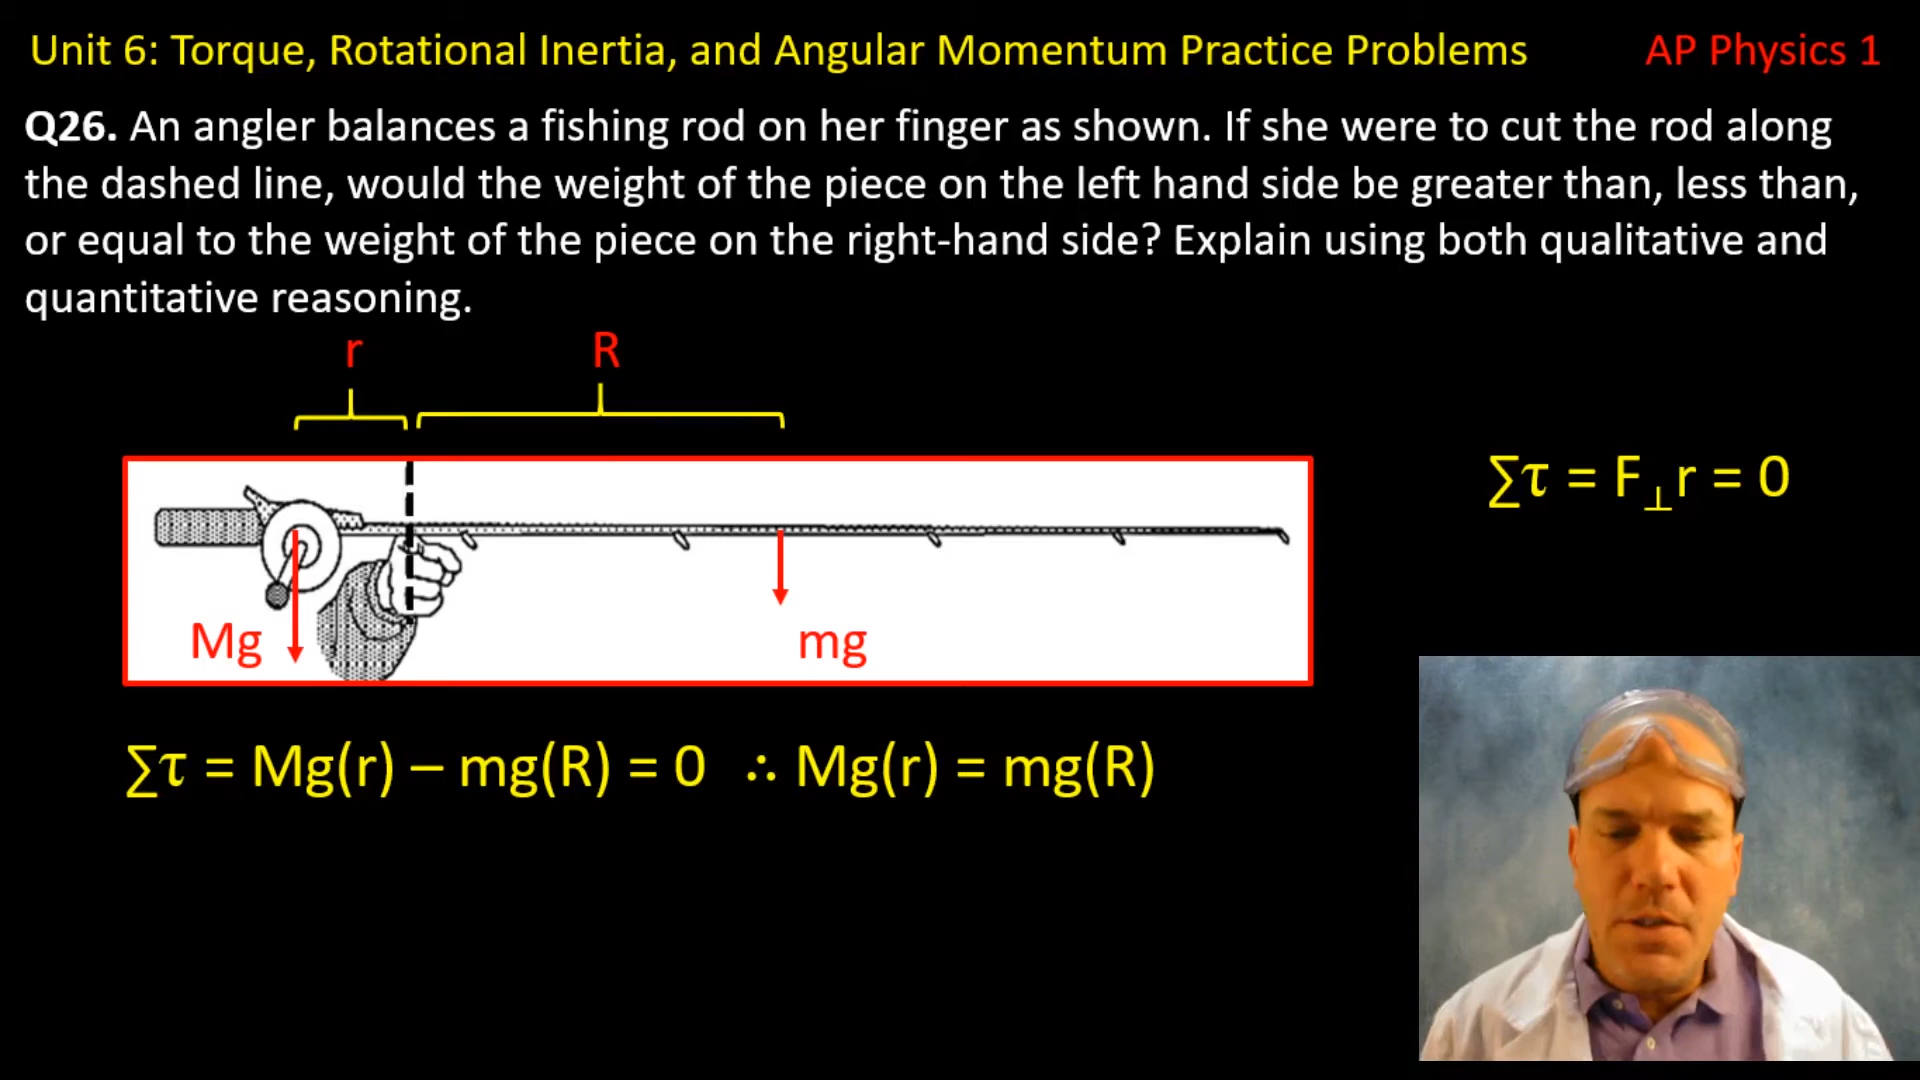 Unit 6: Torque, Rotational Inertia, and Angular Momentum Practice Problems AP Physics 1
Q26. An angler balances a fishing rod on her finger as shown. If she were to cut the rod along
the dashed line, would the weight of the piece on the left hand side be greater than, less than,
or equal to the weight of the piece on the right-hand side? Explain using both qualitative and
quantitative reasoning.
r R
∑τ = F⊥r = 0
Mg mg
∑τ = Mg(r) – mg(R) = 0 ∴ Mg(r) = mg(R)